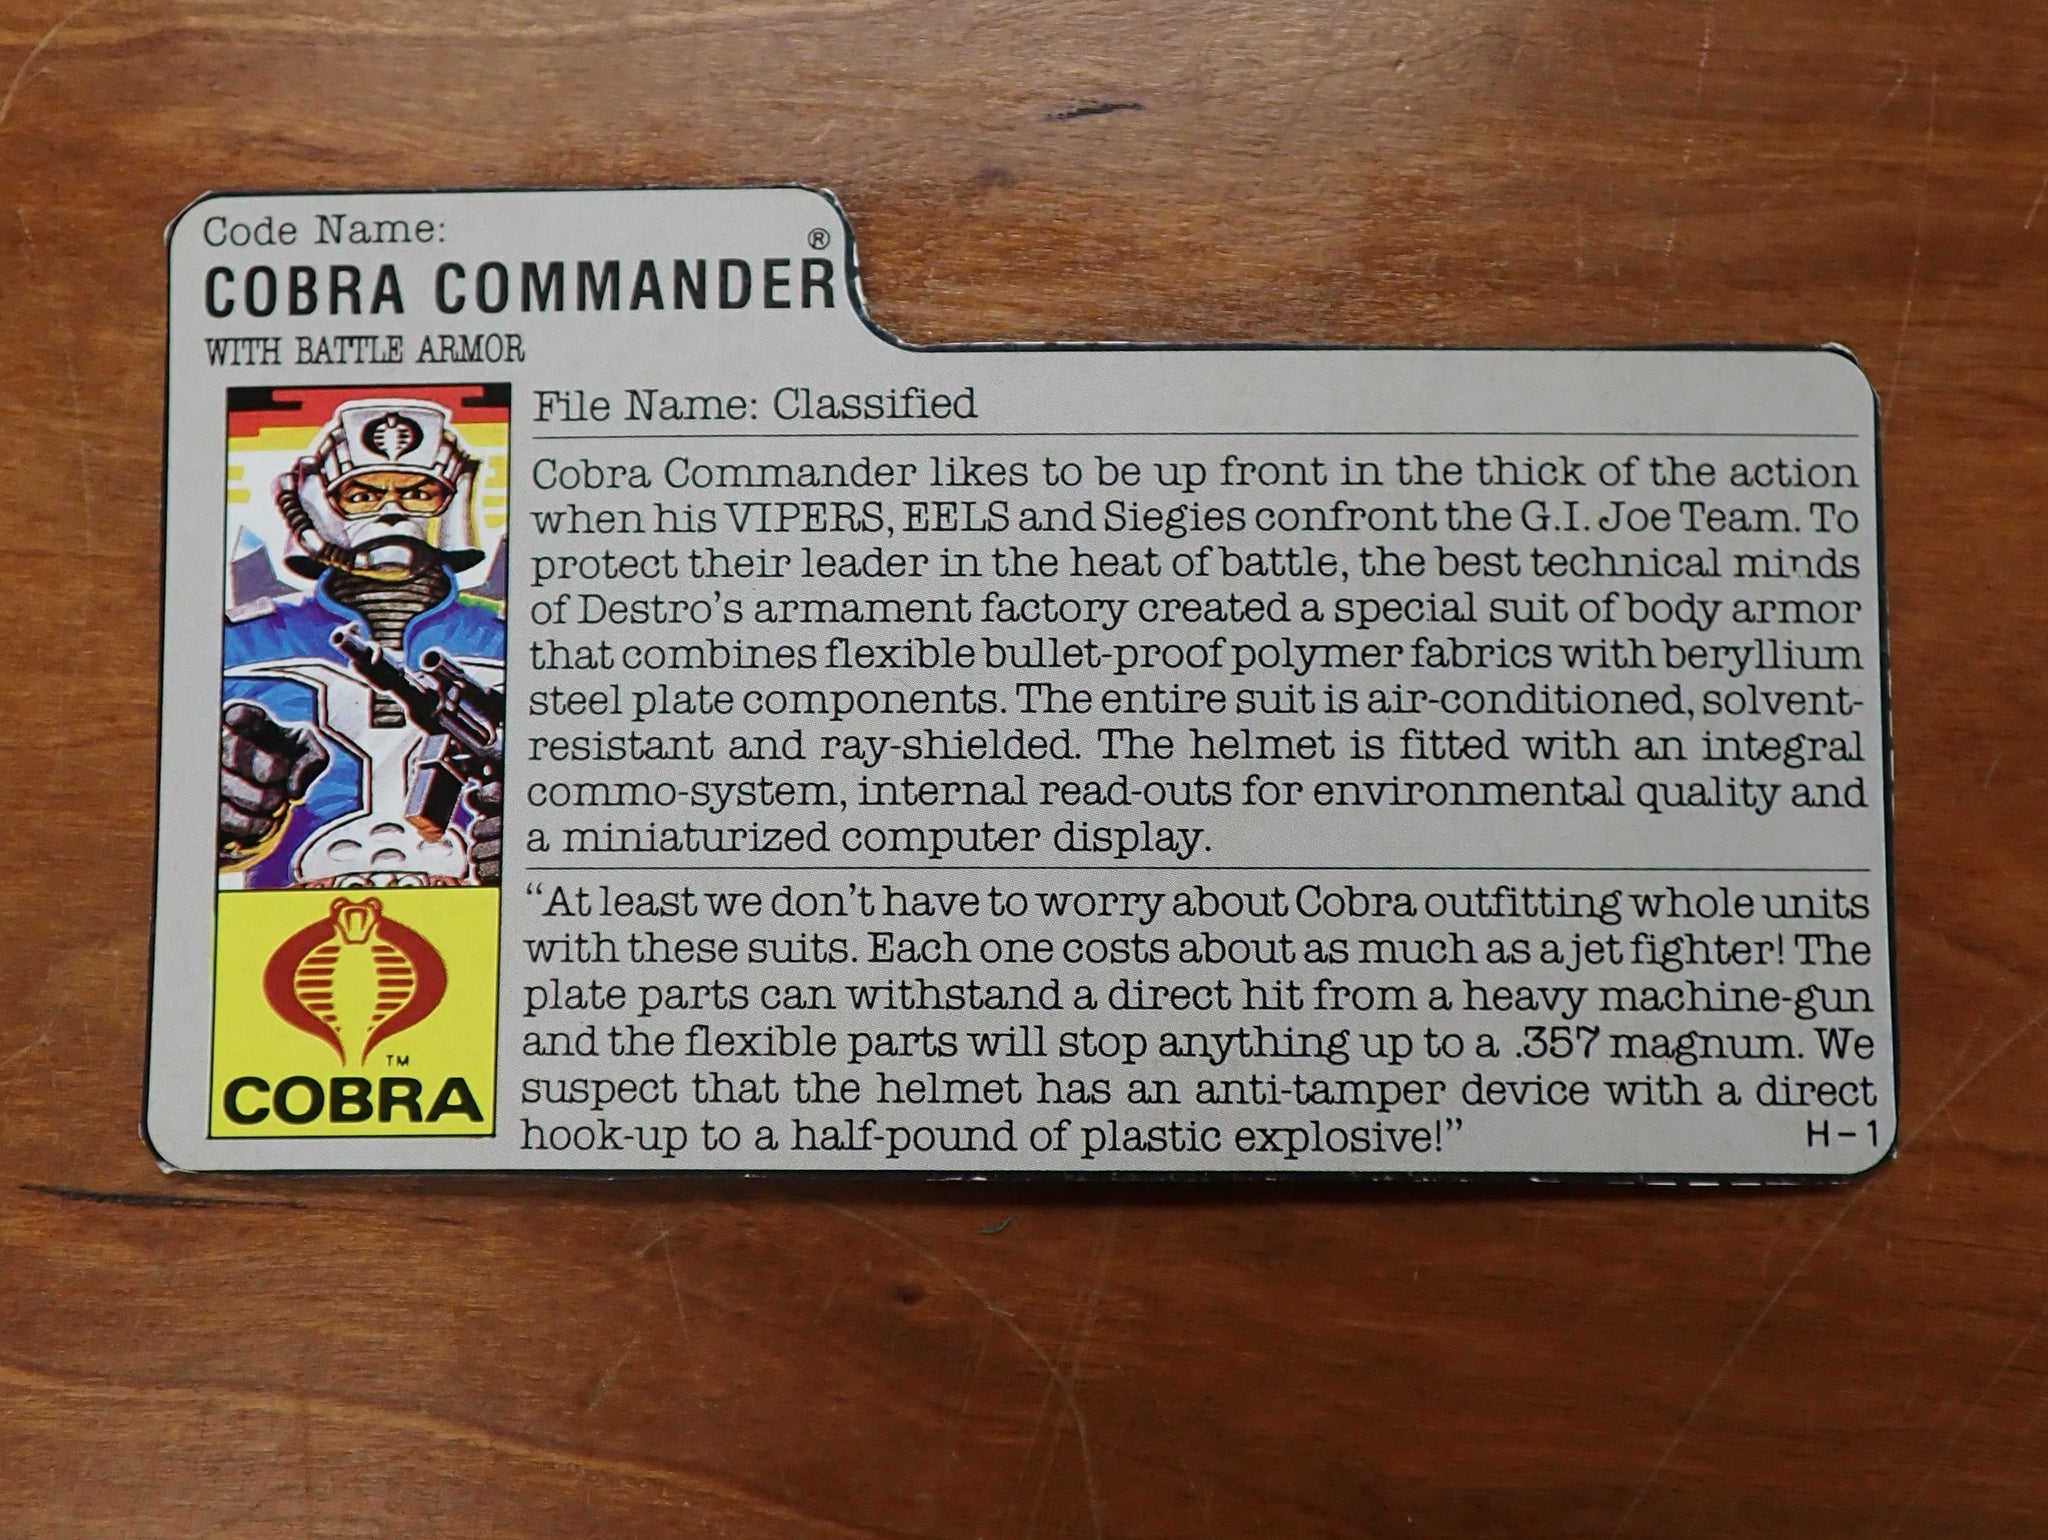 Code Name:
COBRA COMMANDER®
WITH BATTLE ARMOR
File Name: Classified
Cobra Commander likes to be up front in the thick of the action
when his VIPERS, EELS and Siegies confront the G.I. Joe Team. To
protect their leader in the heat of battle, the best technical minds
of Destro's armament factory created a special suit of body armor
that combines flexible bullet-proof polymer fabrics with beryllium
steel plate components. The entire suit is air-conditioned, solvent-
resistant and ray-shielded. The helmet is fitted with an integral
commo-system, internal read-outs for environmental quality and
a miniaturized computer display.
"At least we don't have to worry about Cobra outfitting whole units
with these suits. Each one costs about as much as a jet fighter! The
plate parts can withstand a direct hit from a heavy machine-gun
and the flexible parts will stop anything up to a .357 magnum. We
suspect that the helmet has an anti-tamper device with a direct
hook-up to a half-pound of plastic explosive!"
H-1
TM
COBRA